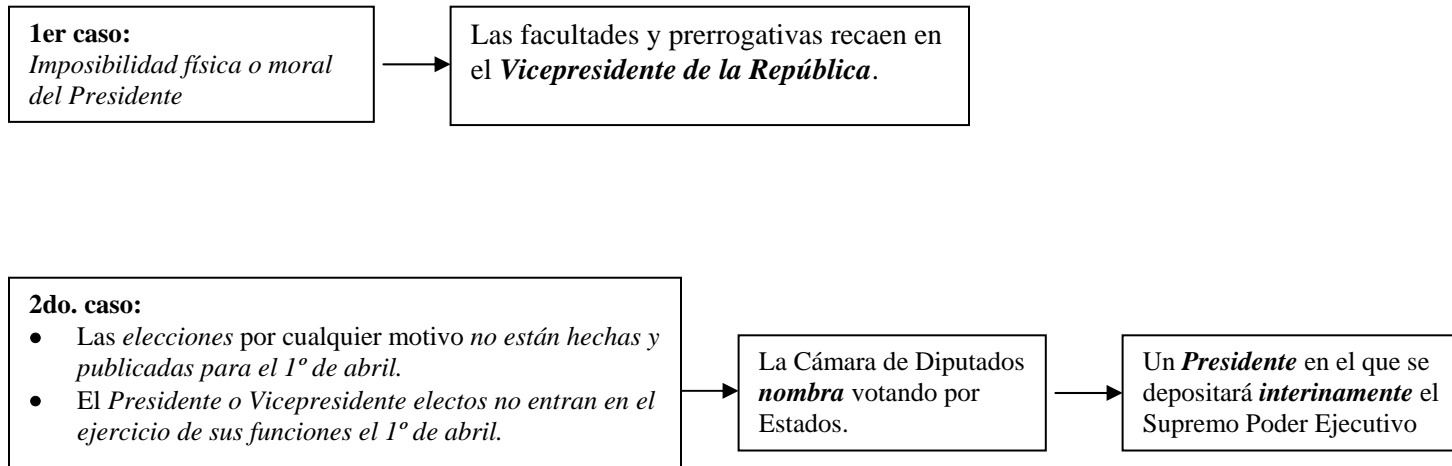 1er caso:
Imposibilidad física o moral
del Presidente
Las facultades y prerrogativas recaen en
el Vicepresidente de la República.
2do. caso:
● Las elecciones por cualquier motivo no están hechas y
publicadas para el 1º de abril.
● El Presidente o Vicepresidente electos no entran en el
ejercicio de sus funciones el 1º de abril.
La Cámara de Diputados
nombra votando por
Estados.
Un Presidente en el que se
depositará interinamente el
Supremo Poder Ejecutivo